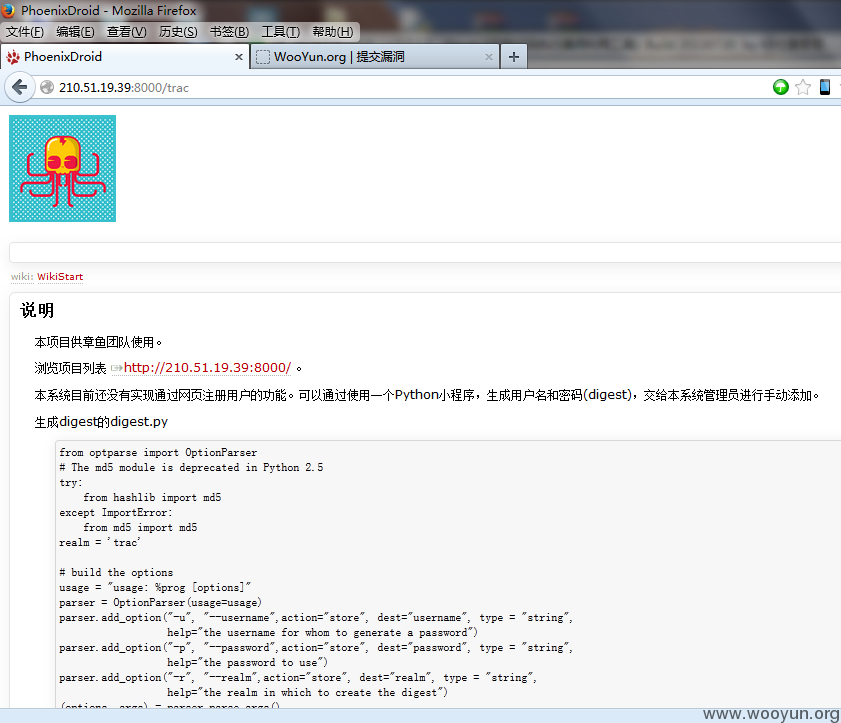 PhoenixDroid - Mozilla Firefox
文件(F) 编辑(E) 查看(V) 历史(S) 书签(B) 工具(T) 帮助(H)
PhoenixDroid × WooYun.org | 提交漏洞 × +
210.51.19.39:8000/trac
wiki: WikiStart
说明
本项目供章鱼团队使用。
浏览项目列表 http://210.51.19.39:8000/ 。
本系统目前还没有实现通过网页注册用户的功能。可以通过使用一个Python小程序，生成用户名和密码(digest)，交给本系统管理员进行手动添加。
生成digest的digest.py
from optparse import OptionParser
# The md5 module is deprecated in Python 2.5
try:
    from hashlib import md5
except ImportError:
    from md5 import md5
realm = 'trac'
# build the options
usage = "usage: %prog [options]"
parser = OptionParser(usage=usage)
parser.add_option("-u", "--username",action="store", dest="username", type = "string",
                  help="the username for whom to generate a password")
parser.add_option("-p", "--password",action="store", dest="password", type = "string",
                  help="the password to use")
parser.add_option("-r", "--realm",action="store", dest="realm", type = "string",
                  help="the realm in which to create the digest")
(options, args) = parser.parse_args()
www.wooyun.org